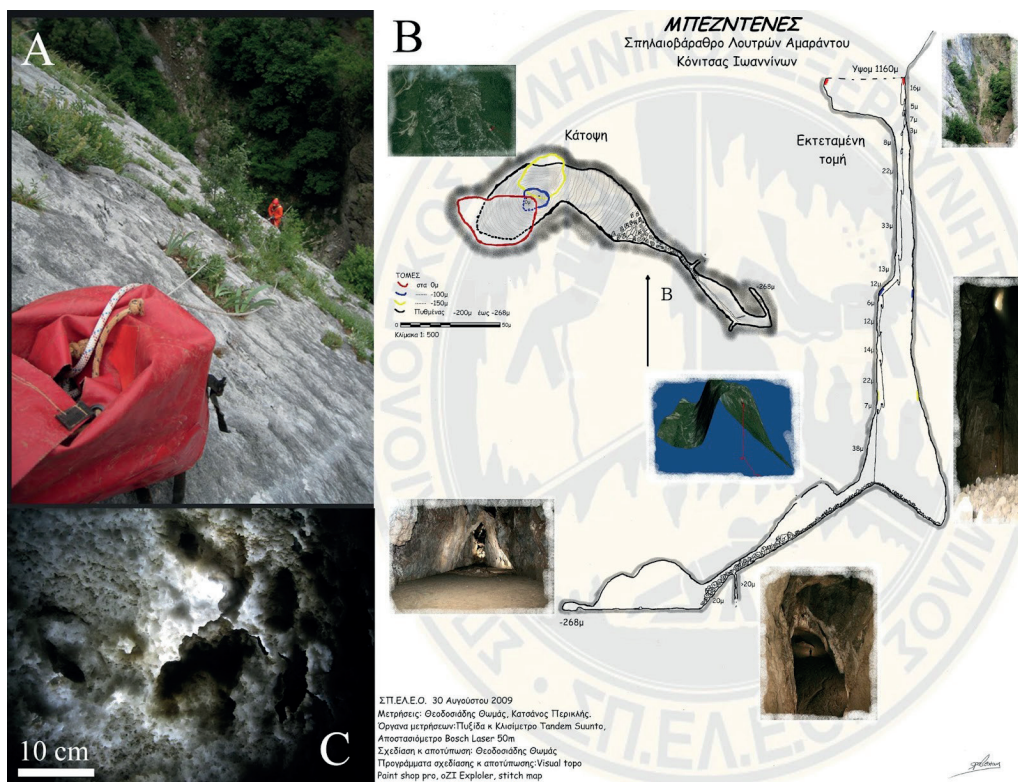 A
B
ΜΠΕΖΝΤΕΝΕΣ
Σπηλαιοβάραθρο Λουτρών Αμαράντου
Κόνιτσας Ιωαννίνων
Κάτοψη
Υψομ 1160μ
Εκτεταμένη
τομή
16μ
5μ
7μ
3μ
8μ
22μ
33μ
13μ
12μ
6μ
12μ
14μ
22μ
7μ
38μ
ΤΟΜΕΣ
στα 0μ
-100μ
-150μ
Πυθμένας -200μ έως -268μ
0 50μ
Κλίμακα 1: 500
-268μ
B
+20μ
-20μ
-268μ
ΣΠ.ΕΛ.Ε.Ο. 30 Αυγούστου 2009
Μετρήσεις: Θεοδοσιάδης Θωμάς, Κατσάνος Περικλής.
Όργανα μετρήσεων:Πυξίδα κ Κλισίμετρο Tandem Suunto,
Αποστασιόμετρο Bosch Laser 50m
Σχεδίαση κ αποτύπωση: Θεοδοσιάδης Θωμάς
Προγράμματα σχεδίασης κ αποτύπωσης:Visual topo
Paint shop pro, oZI Exploler, stitch map
10 cm
C